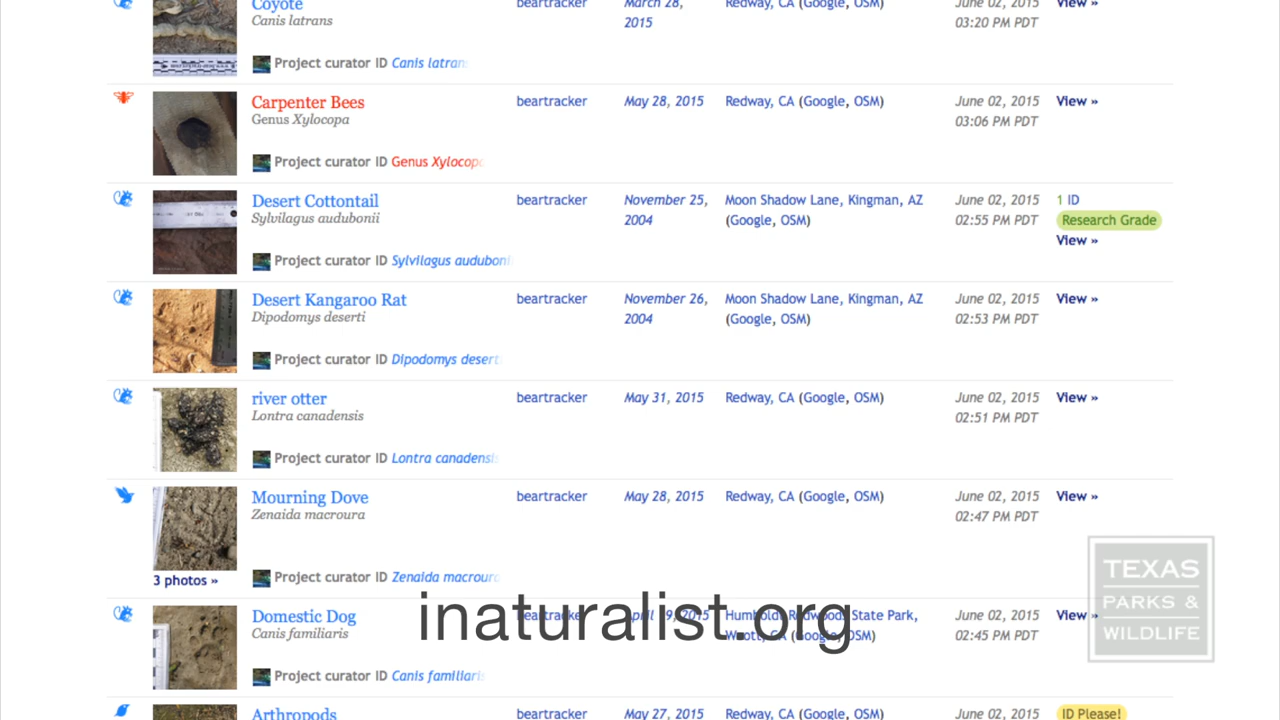 Coyote beartracker March 28, Redway, CA (Google, OSM) June 02, 2015 View »
Canis latrans 2015 03:20 PM PDT
Project curator ID Canis latrans
Carpenter Bees beartracker May 28, 2015 Redway, CA (Google, OSM) June 02, 2015 View »
Genus Xylocopa 03:06 PM PDT
Project curator ID Genus Xylocopa
Desert Cottontail beartracker November 25, Moon Shadow Lane, Kingman, AZ June 02, 2015 1 ID
Sylvilagus audubonii 2004 (Google, OSM) 02:55 PM PDT Research Grade
View »
Project curator ID Sylvilagus audubonii
Desert Kangaroo Rat beartracker November 26, Moon Shadow Lane, Kingman, AZ June 02, 2015 View »
Dipodomys deserti 2004 (Google, OSM) 02:53 PM PDT
Project curator ID Dipodomys deserti
river otter beartracker May 31, 2015 Redway, CA (Google, OSM) June 02, 2015 View »
Lontra canadensis 02:51 PM PDT
Project curator ID Lontra canadensis
Mourning Dove beartracker May 28, 2015 Redway, CA (Google, OSM) June 02, 2015 View »
Zenaida macroura 02:47 PM PDT
3 photos » Project curator ID Zenaida macroura
Domestic Dog beartracker April 2015 Humboldt Redwoods State Park, June 02, 2015 View »
Canis familiaris Weott, CA (Google, OSM) 02:45 PM PDT
Project curator ID Canis familiaris
Arthropods beartracker May 27, 2015 Redway, CA (Google, OSM) June 02, 2015 ID Please!
inaturalist.org
TEXAS
PARKS &
WILDLIFE